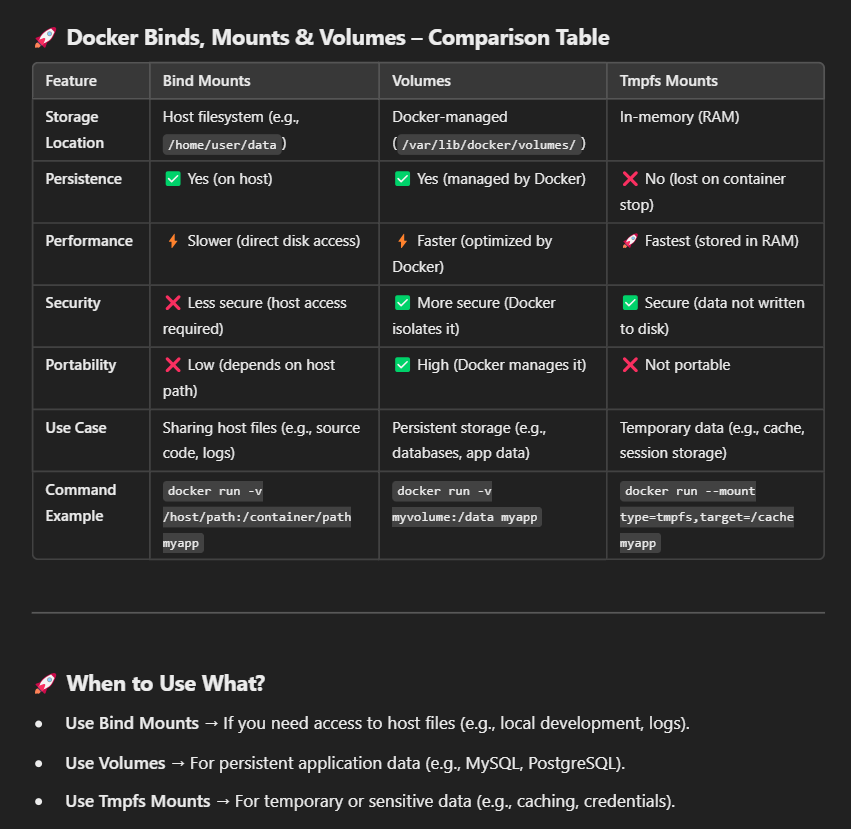 🚀 Docker Binds, Mounts & Volumes – Comparison Table
Feature Bind Mounts Volumes Tmpfs Mounts
Storage Location
Host filesystem (e.g.,
/home/user/data)
Docker-managed
(/var/lib/docker/volumes/)
In-memory (RAM)
Persistence
✅ Yes (on host)
✅ Yes (managed by Docker)
❌ No (lost on container
stop)
Performance
⚡ Slower (direct disk access)
⚡ Faster (optimized by
Docker)
🚀 Fastest (stored in RAM)
Security
❌ Less secure (host access
required)
✅ More secure (Docker
isolates it)
✅ Secure (data not written
to disk)
Portability
❌ Low (depends on host
path)
✅ High (Docker manages it)
❌ Not portable
Use Case
Sharing host files (e.g., source
code, logs)
Persistent storage (e.g.,
databases, app data)
Temporary data (e.g., cache,
session storage)
Command
Example
docker run -v
/host/path:/container/path
myapp
docker run -v
myvolume:/data myapp
docker run --mount
type=tmpfs,target=/cache
myapp
🚀 When to Use What?
• Use Bind Mounts → If you need access to host files (e.g., local development, logs).
• Use Volumes → For persistent application data (e.g., MySQL, PostgreSQL).
• Use Tmpfs Mounts → For temporary or sensitive data (e.g., caching, credentials).